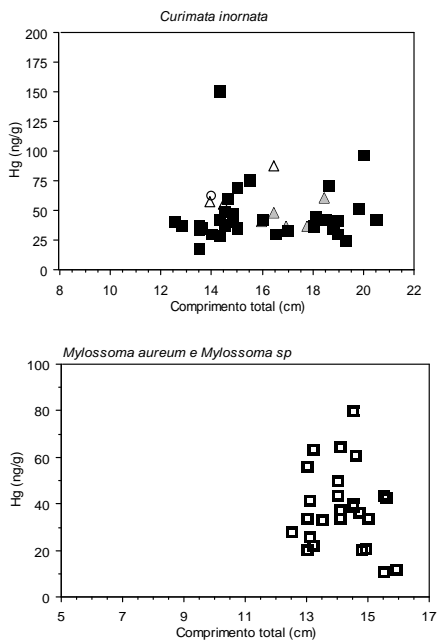 Curimata inornata
200
175
150
125
100
75
50
25
0
Hg (ng/g)
8 10 12 14 16 18 20 22
Comprimento total (cm)
Mylossoma aureum e Mylossoma sp
100
80
60
40
20
0
Hg (ng/g)
5 7 9 11 13 15 17
Comprimento total (cm)